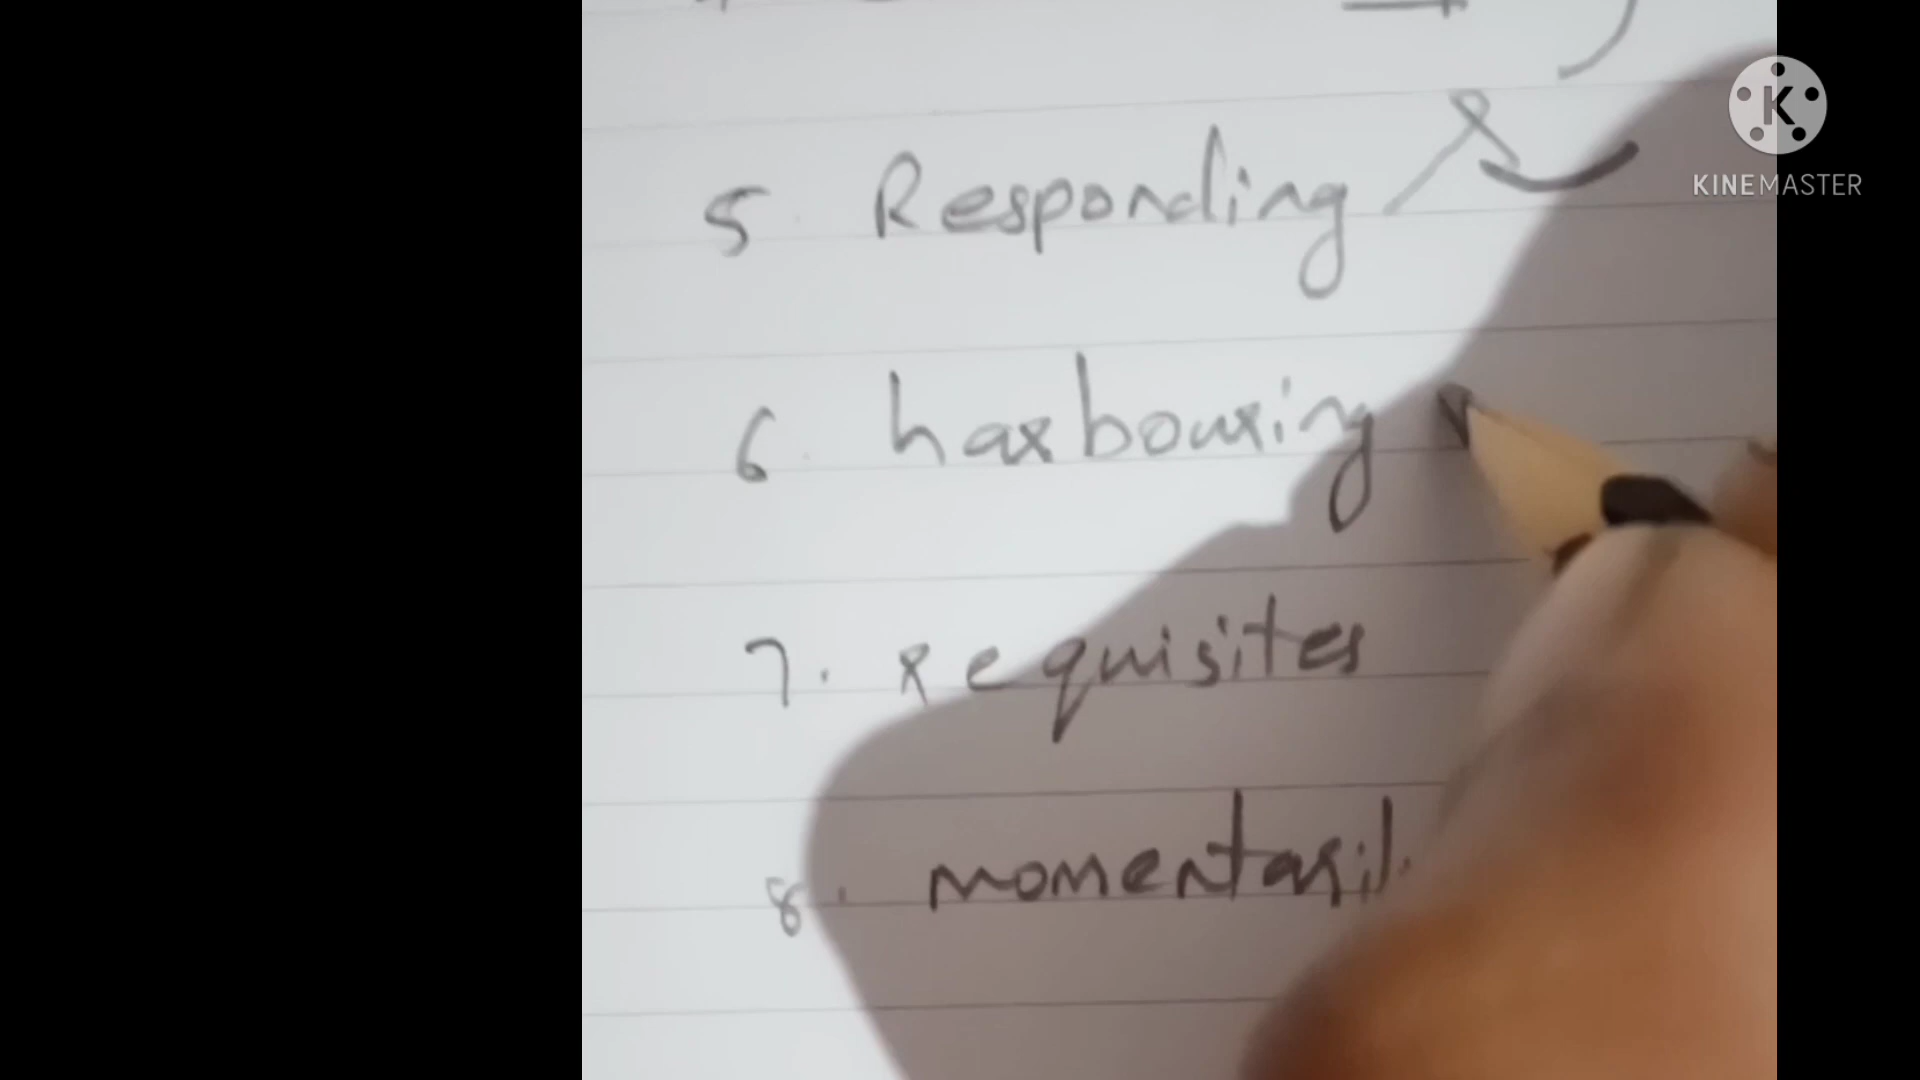 5. Responding
KINEMASTER
6. harbouring
7. requisites
8. momentaril